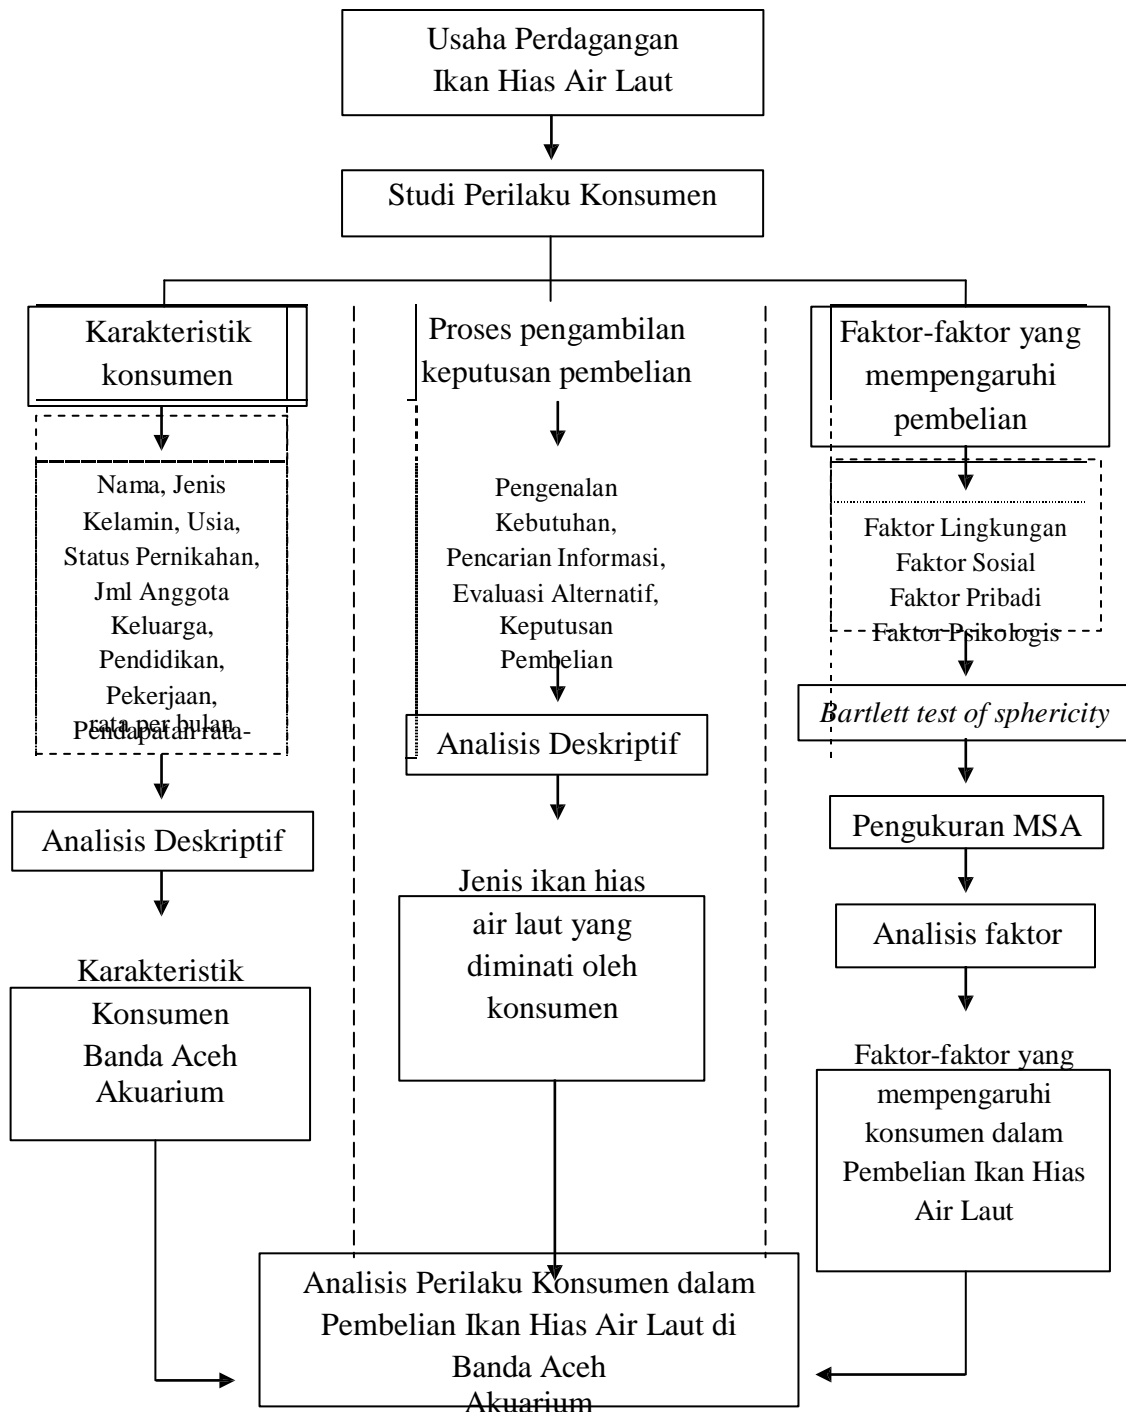 Usaha Perdagangan
Ikan Hias Air Laut
Studi Perilaku Konsumen
Karakteristik
konsumen
Nama, Jenis
Kelamin, Usia,
Status Pernikahan,
Jml Anggota
Keluarga,
Pendidikan,
Pekerjaan,
Pendapatan rata-
rata per bulan
Analisis Deskriptif
Karakteristik
Konsumen
Banda Aceh
Akuarium
Proses pengambilan
keputusan pembelian
Pengenalan
Kebutuhan,
Pencarian Informasi,
Evaluasi Alternatif,
Keputusan
Pembelian
Analisis Deskriptif
Jenis ikan hias
air laut yang
diminati oleh
konsumen
Faktor-faktor yang
mempengaruhi
pembelian
Faktor Lingkungan
Faktor Sosial
Faktor Pribadi
Faktor Psikologis
Bartlett test of sphericity
Pengukuran MSA
Analisis faktor
Faktor-faktor yang
mempengaruhi
konsumen dalam
Pembelian Ikan Hias
Air Laut
Analisis Perilaku Konsumen dalam
Pembelian Ikan Hias Air Laut di
Banda Aceh
Akuarium